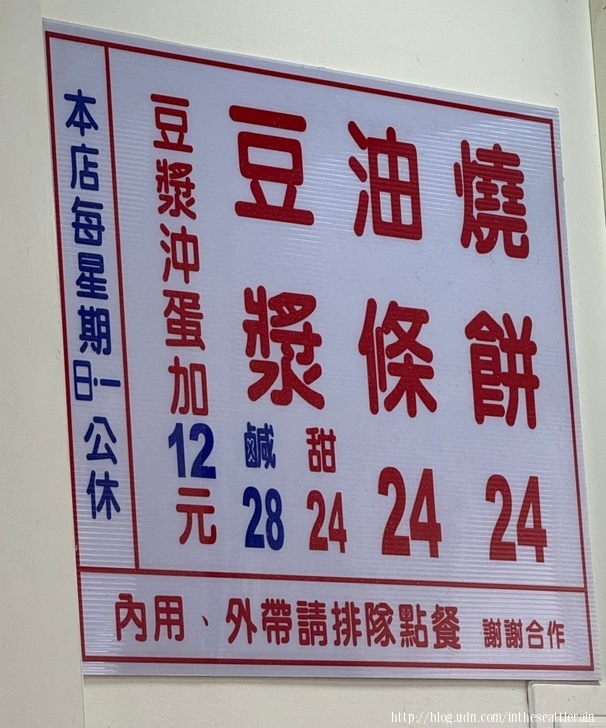 燒餅 24
油條 24
豆漿 甜 24 鹹 28
豆漿沖蛋加12元
本店每星期日.一公休
內用、外帶請排隊點餐 謝謝合作
http://blog.udn.com/intheseattlerain